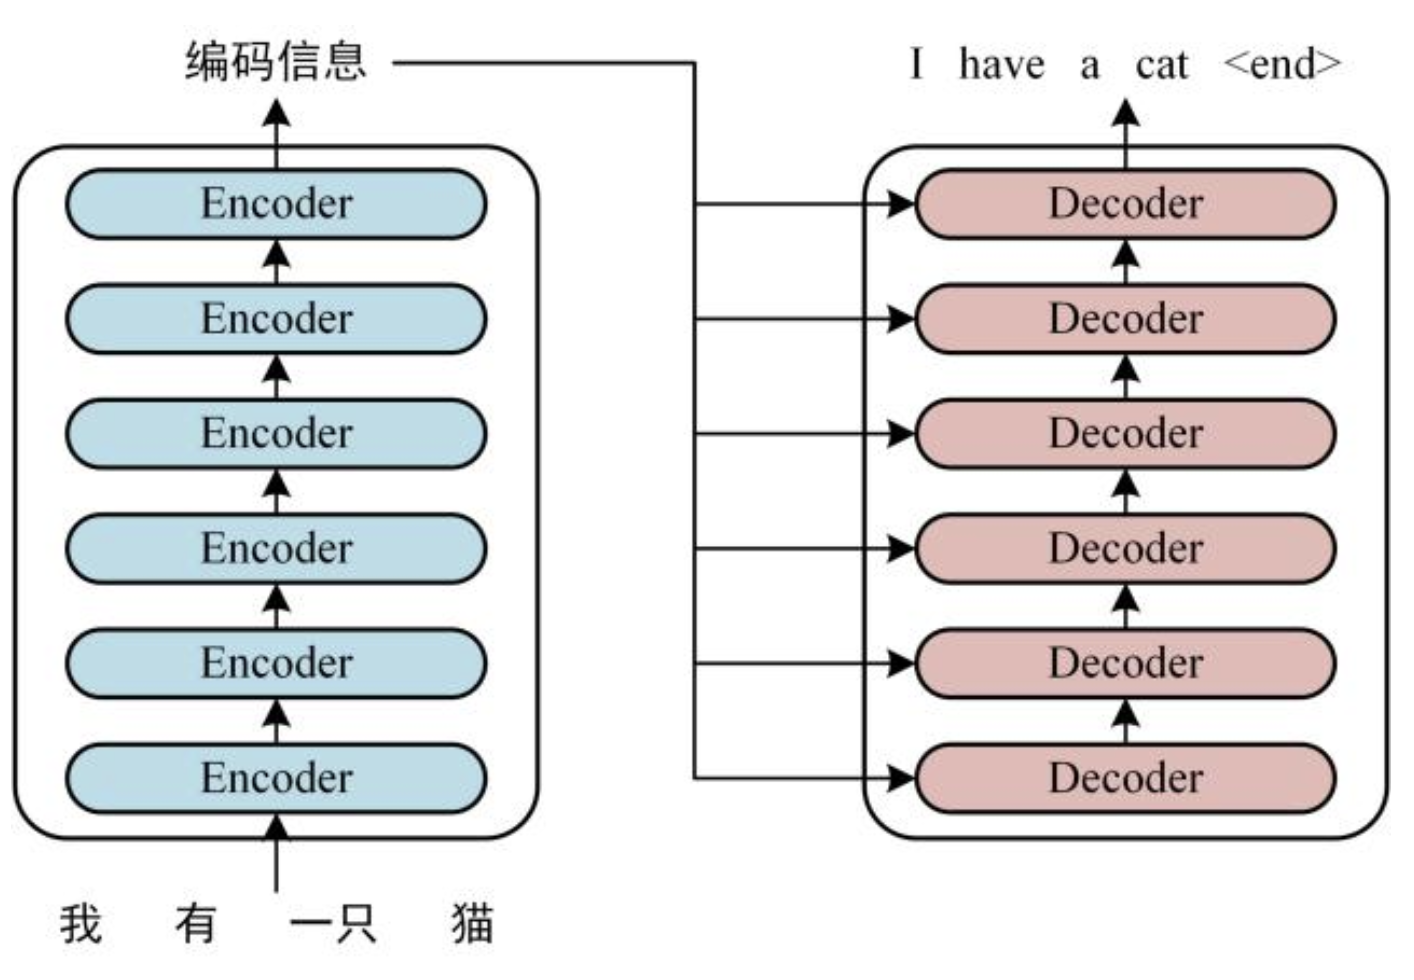 编码信息
I have a cat <end>
Encoder
Encoder
Encoder
Encoder
Encoder
Encoder
Decoder
Decoder
Decoder
Decoder
Decoder
Decoder
我 有 一只 猫